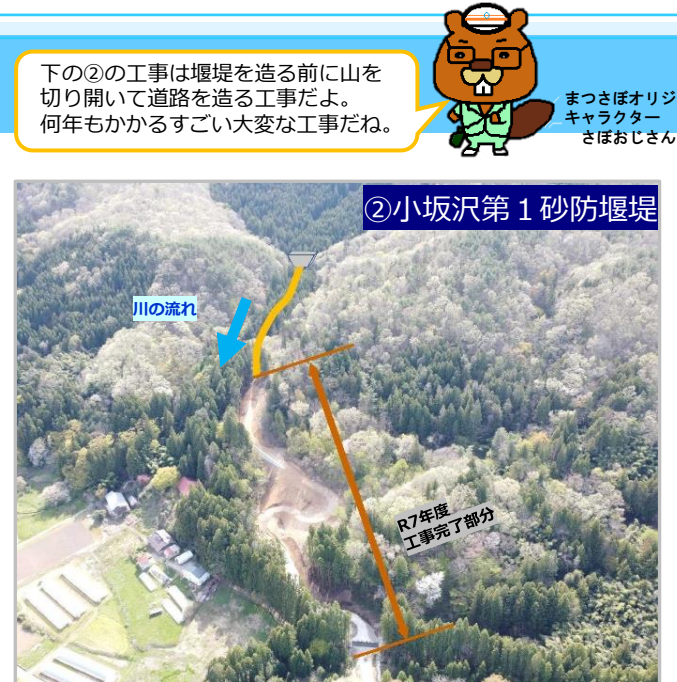 下の②の工事は堰堤を造る前に山を
切り開いて道路を造る工事だよ。
何年もかかるすごい大変な工事だね。
まつさぼオリジ
キャラクター
さぼおじさん
②小坂沢第１砂防堰堤
川の流れ
R7年度
工事完了部分